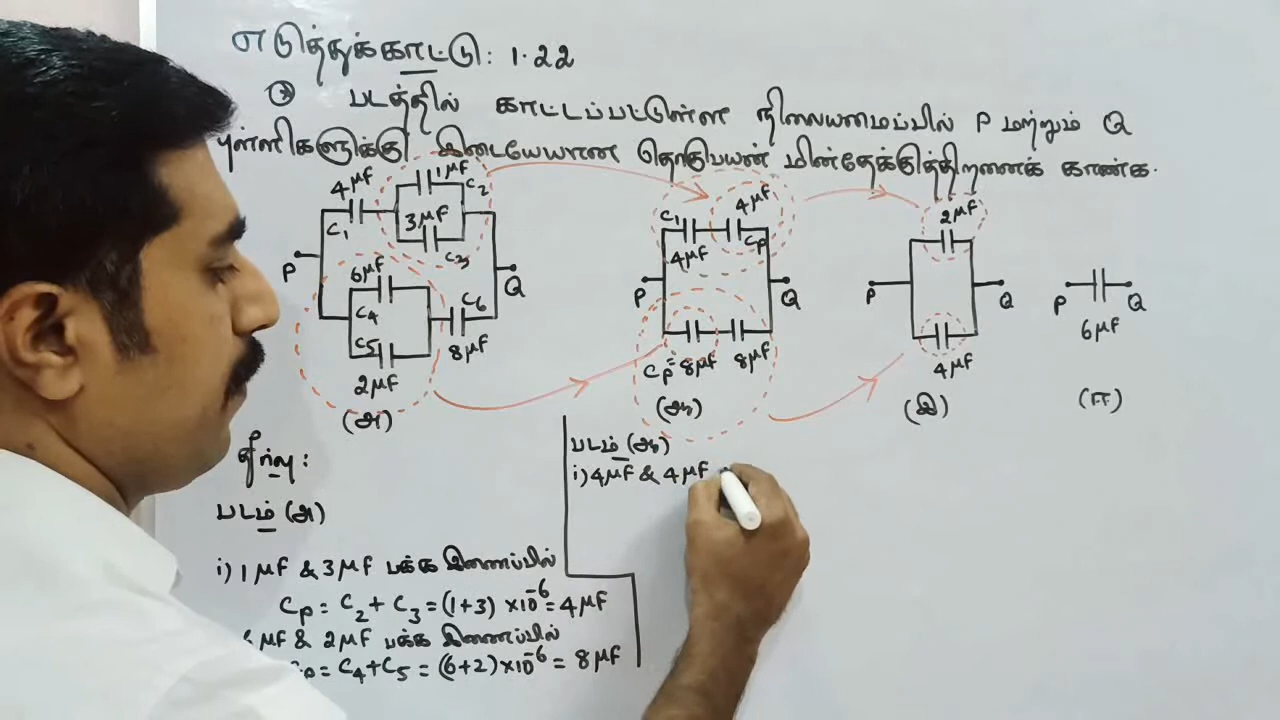 எடுத்துக்காட்டு: 1.22
படத்தில் காட்டப்பட்டுள்ள நிலையமைப்பில் P மற்றும் Q
புள்ளிகளுக்கு இடையேயான தொகுபயன் மின்தேக்குத்திறனைக் காண்க.
4μF 1μF C2
C1 3μF C3
P 6μF Q
C4 C6
C5 8μF
2μF
(அ)
C1 4μF
4μF Cp
P Q
Cp = 8μF 8μF
(ஆ)
2μF
P Q
4μF
(இ)
P Q
6μF
(ஈ)
தீர்வு:
படம் (அ)
i) 1μF & 3μF பக்க இணைப்பில்
Cp = C2 + C3 = (1+3) ×10^-6 = 4μF
μF & 2μF பக்க இணைப்பில்
= C4+C5 = (6+2)×10^-6 = 8μF
படம் (ஆ)
i) 4μF & 4μF